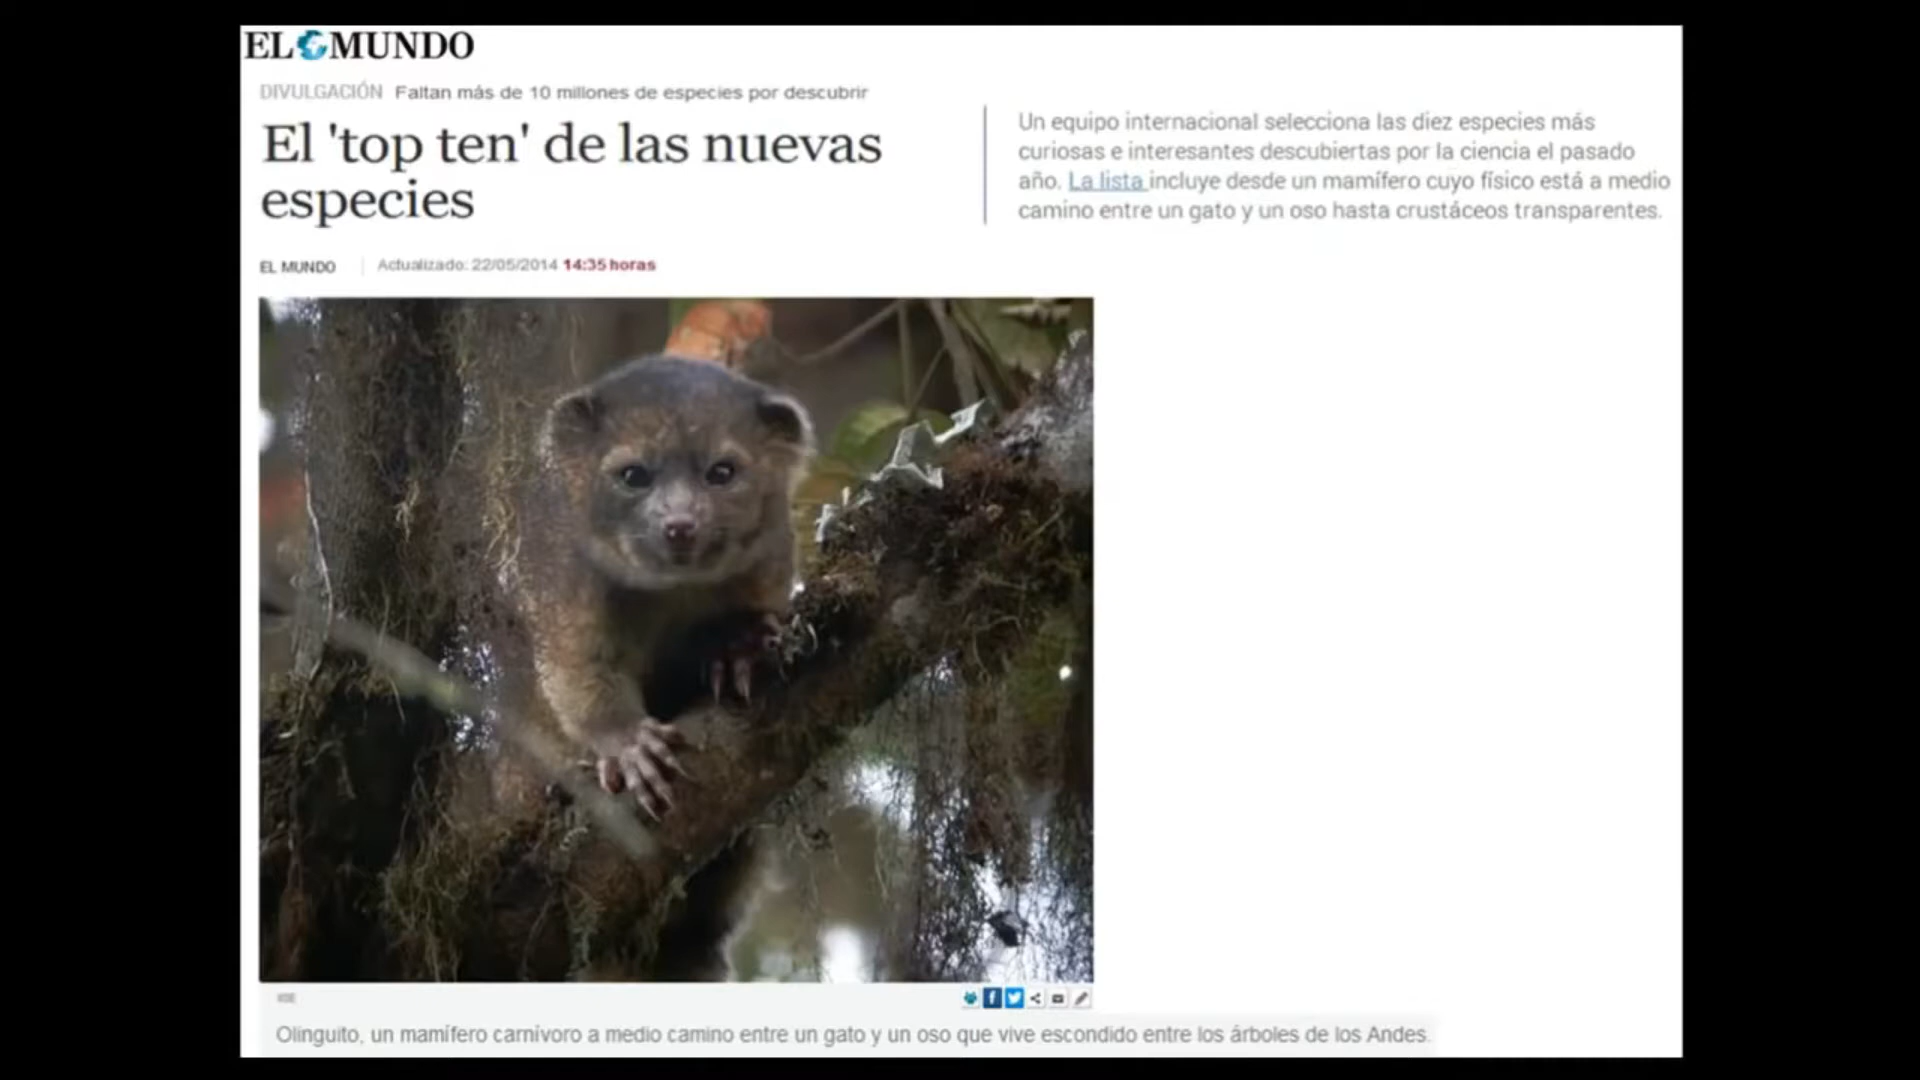 EL MUNDO
DIVULGACIÓN Faltan más de 10 millones de especies por descubrir
El 'top ten' de las nuevas
especies
EL MUNDO Actualizado: 22/05/2014 14:35 horas
Un equipo internacional selecciona las diez especies más
curiosas e interesantes descubiertas por la ciencia el pasado
año. La lista incluye desde un mamífero cuyo físico está a medio
camino entre un gato y un oso hasta crustáceos transparentes.
Olinguito, un mamífero carnívoro a medio camino entre un gato y un oso que vive escondido entre los árboles de los Andes.